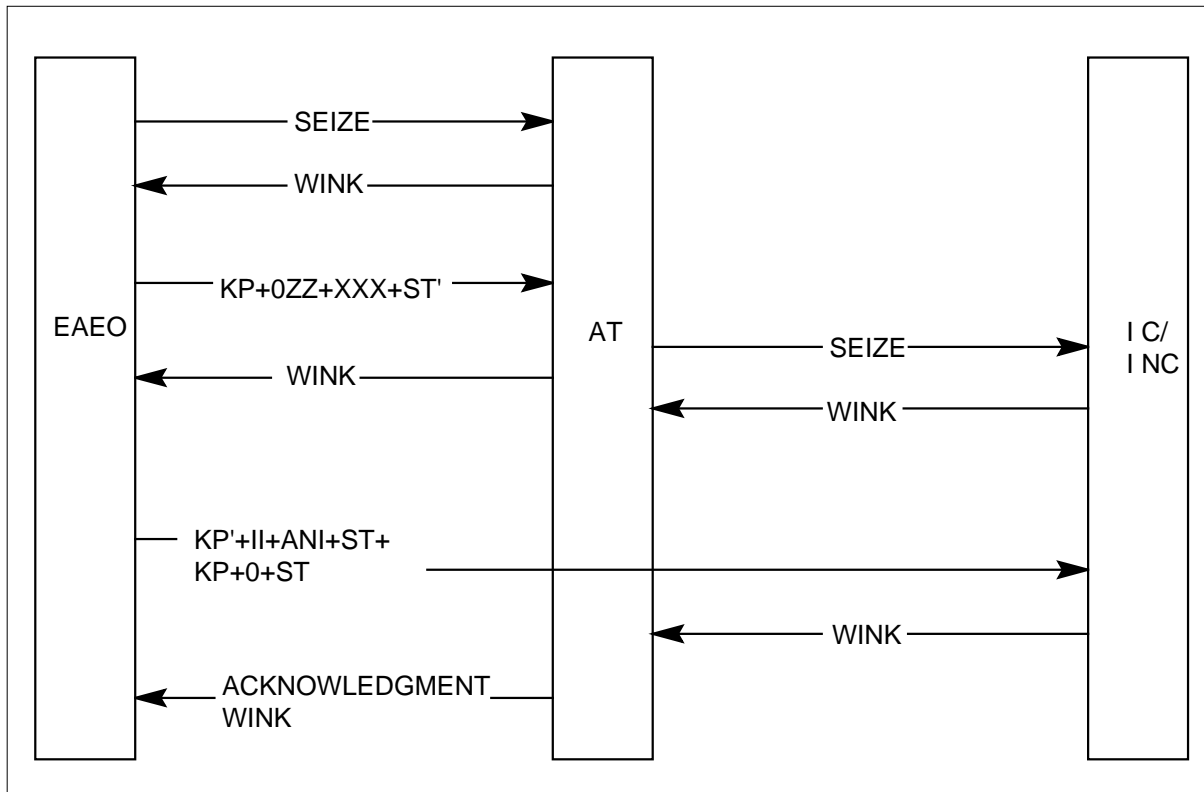 SEIZE
WINK
KP+0ZZ+XXX+ST'
EAEO
AT
SEIZE
I C/
I NC
WINK
WINK
KP'+II+ANI+ST+
KP+0+ST
WINK
ACKNOWLEDGMENT
WINK